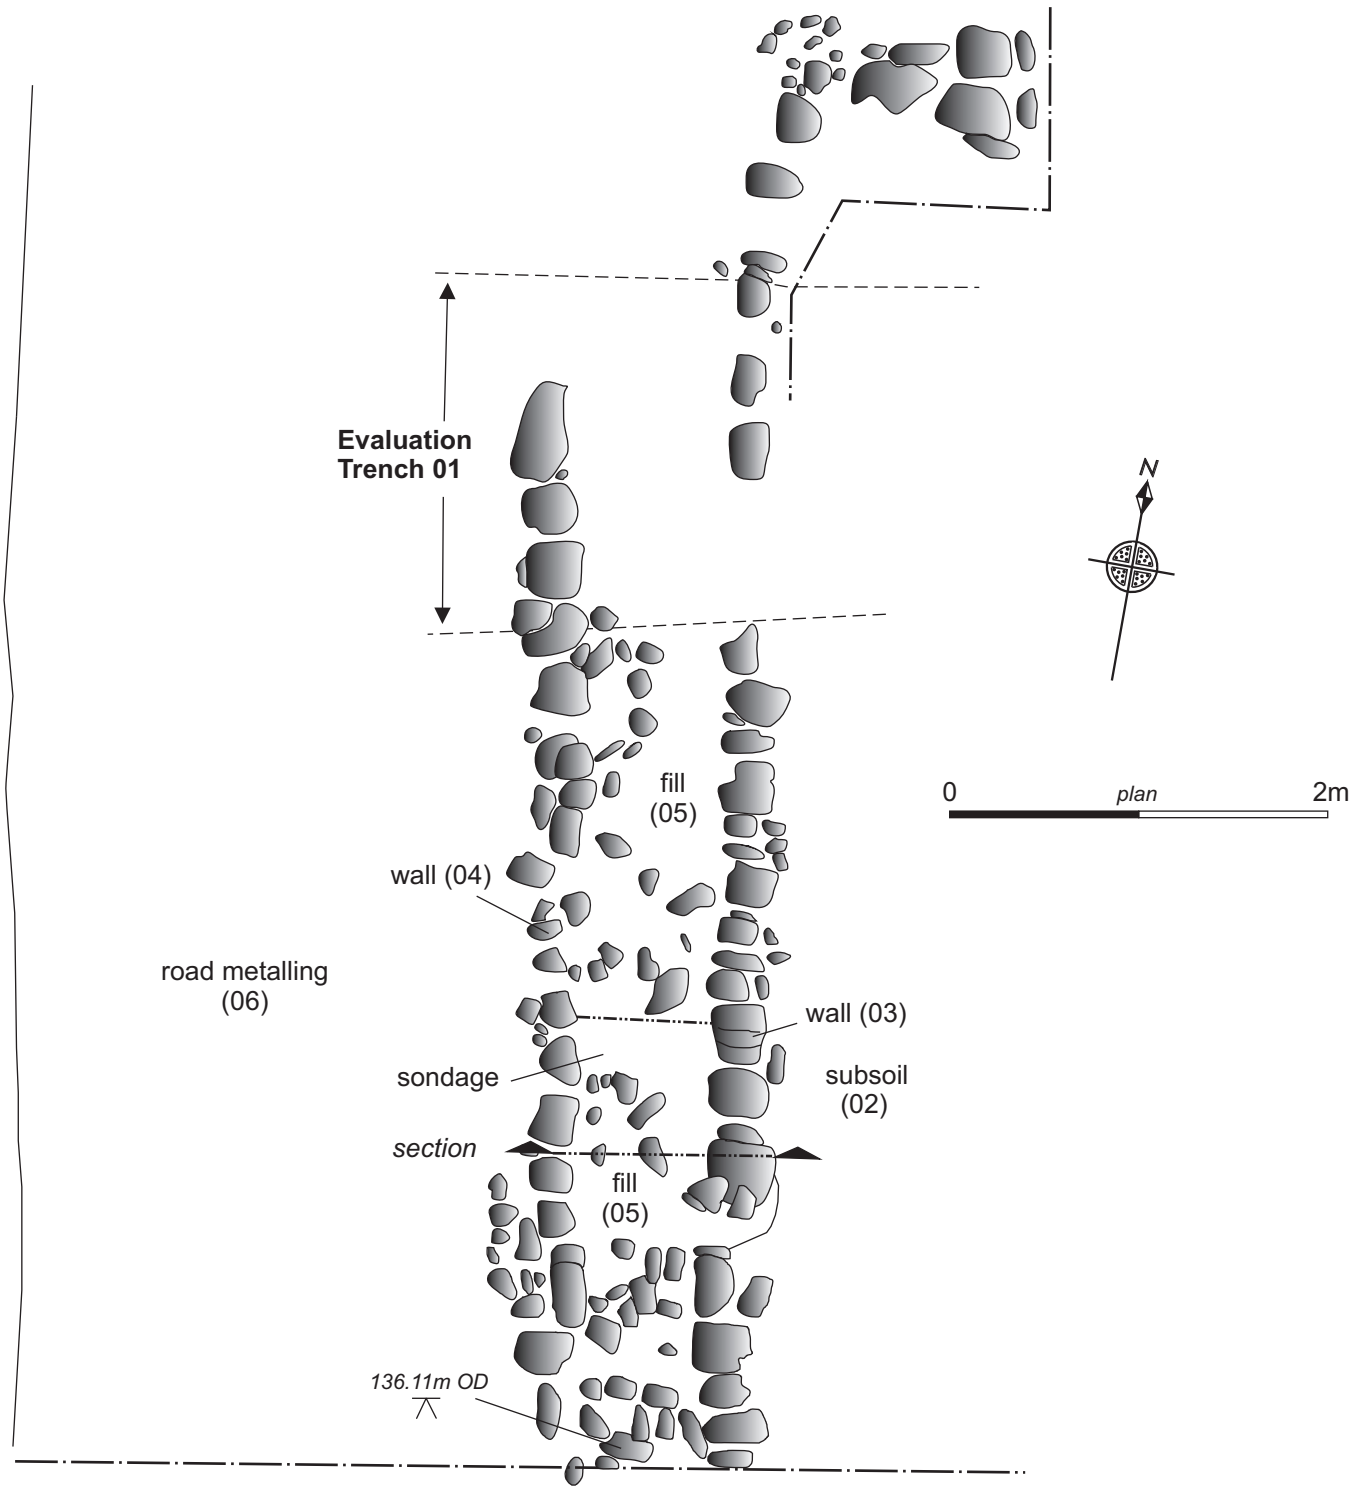 Evaluation
Trench 01
N
0 plan 2m
fill
(05)
wall (04)
road metalling
(06)
wall (03)
sondage
subsoil
(02)
section
fill
(05)
136.11m OD